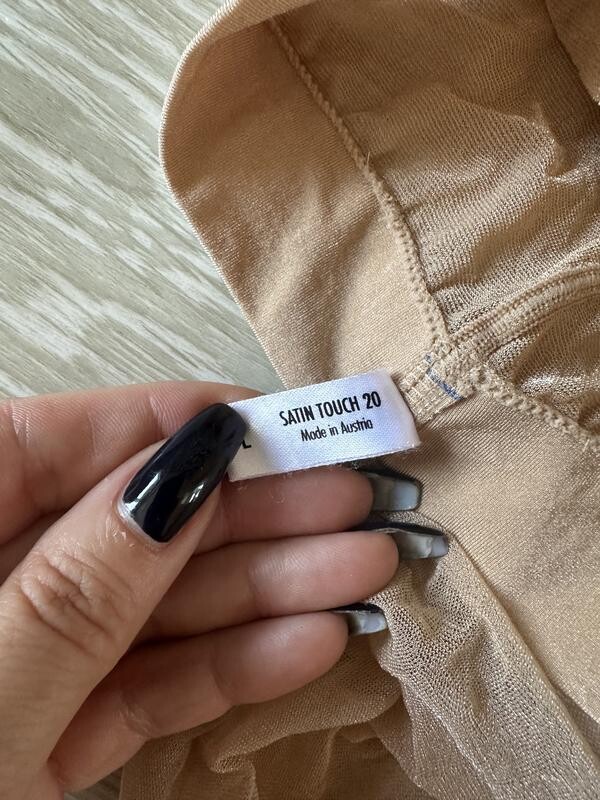 SATIN TOUCH 20
Made in Austria
L